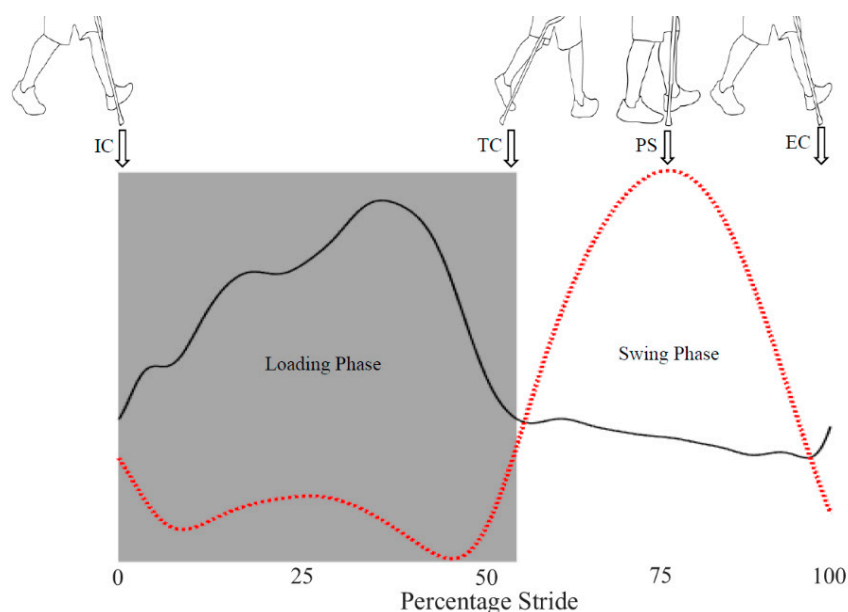 IC
TC
PS
EC
Loading Phase
Swing Phase
0
25
50
75
100
Percentage Stride